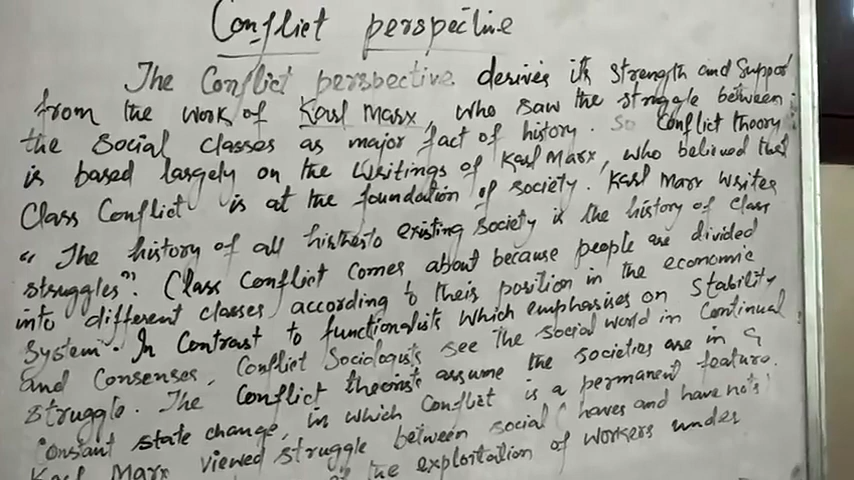 Conflict perspective
The Conflict perspective derives its strength and Support
from the work of Karl Marx, who saw the struggle between
the social classes as major fact of history. So Conflict theory
is based largely on the writings of Karl Marx, who believed that
Class Conflict is at the foundation of society. Karl Marx writes
" The history of all hitherto existing society is the history of class
struggles". Class Conflict comes about because people are divided
into different classes according to their position in the economic
System. In Contrast to functionalists which emphasises on Stability
and Consenses, Conflict Sociologists see the social world in Continual
struggle. The Conflict theorists assume the societies are in a
Constant state change, in which Conflict is a permanent feature.
Karl Marx viewed struggle between social (haves and have nots)
the exploitation of workers under